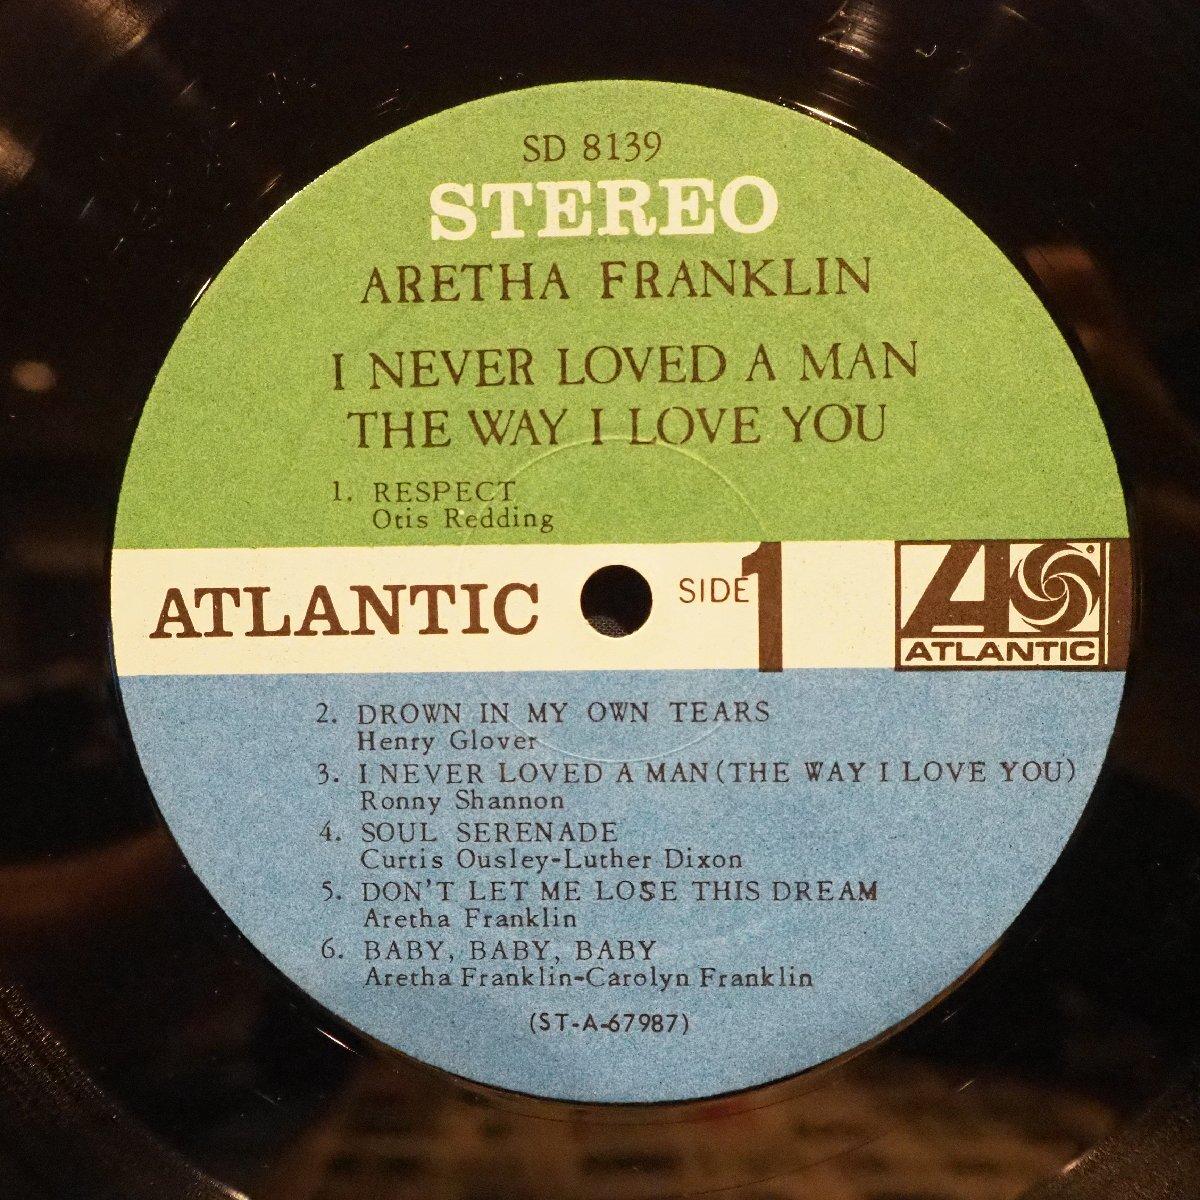 SD 8139
STEREO
ARETHA FRANKLIN
I NEVER LOVED A MAN
THE WAY I LOVE YOU
1. RESPECT
Otis Redding
ATLANTIC SIDE 1
ATLANTIC
2. DROWN IN MY OWN TEARS
Henry Glover
3. I NEVER LOVED A MAN (THE WAY I LOVE YOU)
Ronny Shannon
4. SOUL SERENADE
Curtis Ousley-Luther Dixon
5. DON'T LET ME LOSE THIS DREAM
Aretha Franklin
6. BABY, BABY, BABY
Aretha Franklin-Carolyn Franklin
(ST-A-67987)